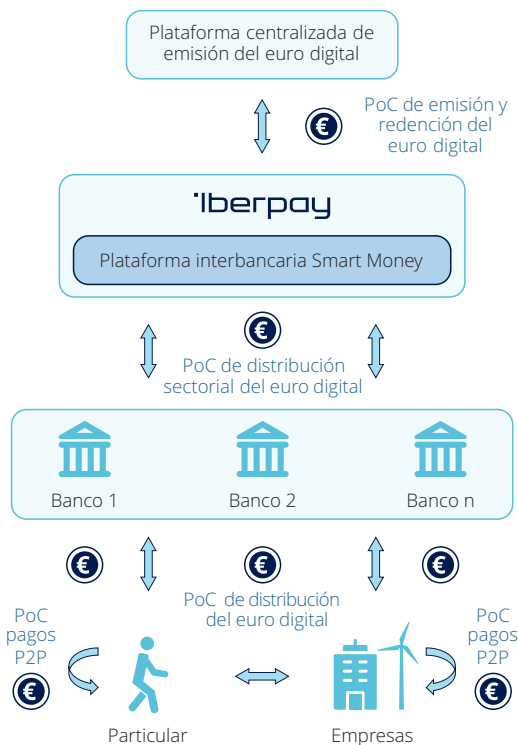 Plataforma centralizada de
emisión del euro digital
PoC de emisión y
redención del
euro digital
Iberpay
Plataforma interbancaria Smart Money
PoC de distribución
sectorial del euro digital
Banco 1
Banco 2
Banco n
PoC de distribución
del euro digital
PoC
pagos
P2P
PoC
pagos
P2P
Particular
Empresas